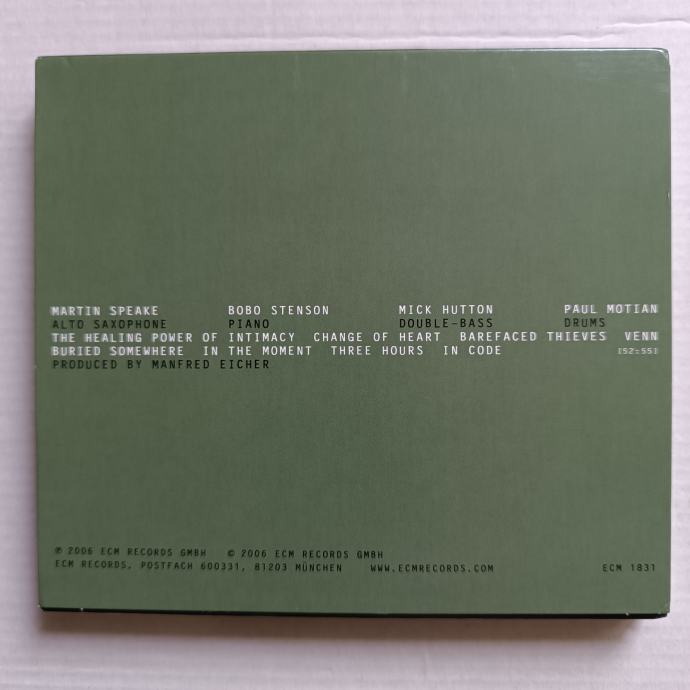 MARTIN SPEAKE BOBO STENSON MICK HUTTON PAUL MOTIAN
ALTO SAXOPHONE PIANO DOUBLE-BASS DRUMS
THE HEALING POWER OF INTIMACY CHANGE OF HEART BAREFACED THIEVES VENN
BURIED SOMEWHERE IN THE MOMENT THREE HOURS IN CODE [52:55]
PRODUCED BY MANFRED EICHER
℗ 2006 ECM RECORDS GMBH © 2006 ECM RECORDS GMBH
ECM RECORDS, POSTFACH 600331, 81203 MÜNCHEN WWW.ECMRECORDS.COM ECM 1831